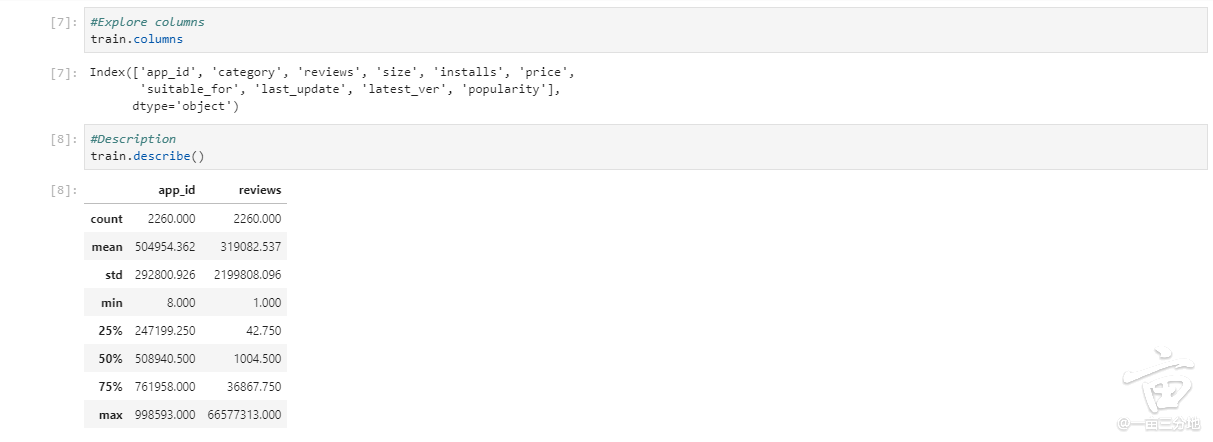 [7]: #Explore columns
train.columns
[7]: Index(['app_id', 'category', 'reviews', 'size', 'installs', 'price',
'suitable_for', 'last_update', 'latest_ver', 'popularity'],
dtype='object')
[8]: #Description
train.describe()
[8]: app_id reviews
count 2260.000 2260.000
mean 504954.362 319082.537
std 292800.926 2199808.096
min 8.000 1.000
25% 247199.250 42.750
50% 508940.500 1004.500
75% 761958.000 36867.750
max 998593.000 66577313.000
亩
@一亩三分地